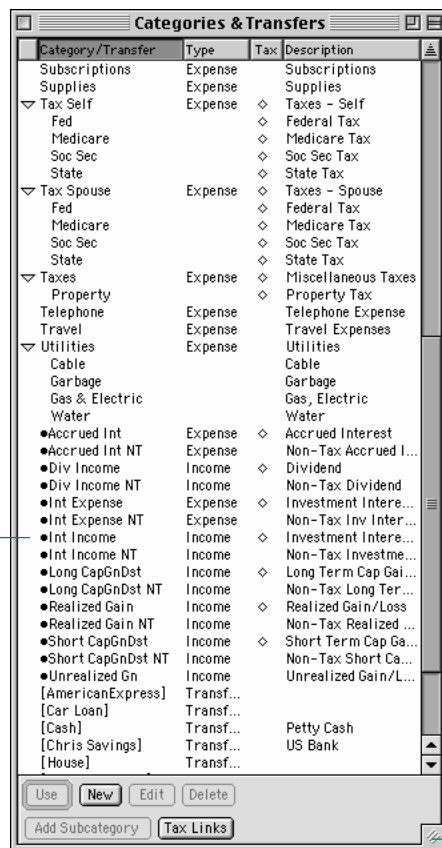 Categories & Transfers
Category/Transfer Type Tax Description
Subscriptions Expense Subscriptions
Supplies Expense Supplies
Tax Self Expense ◇ Taxes - Self
Fed ◇ Federal Tax
Medicare ◇ Medicare Tax
Soc Sec ◇ Soc Sec Tax
State ◇ State Tax
Tax Spouse Expense ◇ Taxes - Spouse
Fed ◇ Federal Tax
Medicare ◇ Medicare Tax
Soc Sec ◇ Soc Sec Tax
State ◇ State Tax
Taxes Expense ◇ Miscellaneous Taxes
Property ◇ Property Tax
Telephone Expense Telephone Expense
Travel Expense Travel Expenses
Utilities Expense Utilities
Cable Cable
Garbage Garbage
Gas & Electric Gas, Electric
Water Water
•Accrued Int Expense ◇ Accrued Interest
•Accrued Int NT Expense Non-Tax Accrued I...
•Div Income Income ◇ Dividend
•Div Income NT Income Non-Tax Dividend
•Int Expense Expense ◇ Investment Intere...
•Int Expense NT Expense Non-Tax Inv Inter...
•Int Income Income ◇ Investment Intere...
•Int Income NT Income Non-Tax Investme...
•Long CapGnDst Income ◇ Long Term Cap Gai...
•Long CapGnDst NT Income Non-Tax Long Ter...
•Realized Gain Income ◇ Realized Gain/Loss
•Realized Gain NT Income Non-Tax Realized ...
•Short CapGnDst Income ◇ Short Term Cap Ga...
•Short CapGnDst NT Income Non-Tax Short Ca...
•Unrealized Gn Income Unrealized Gain/L...
[AmericanExpress] Transf...
[Car Loan] Transf...
[Cash] Transf... Petty Cash
[Chris Savings] Transf... US Bank
[House] Transf...
Use New Edit Delete
Add Subcategory Tax Links